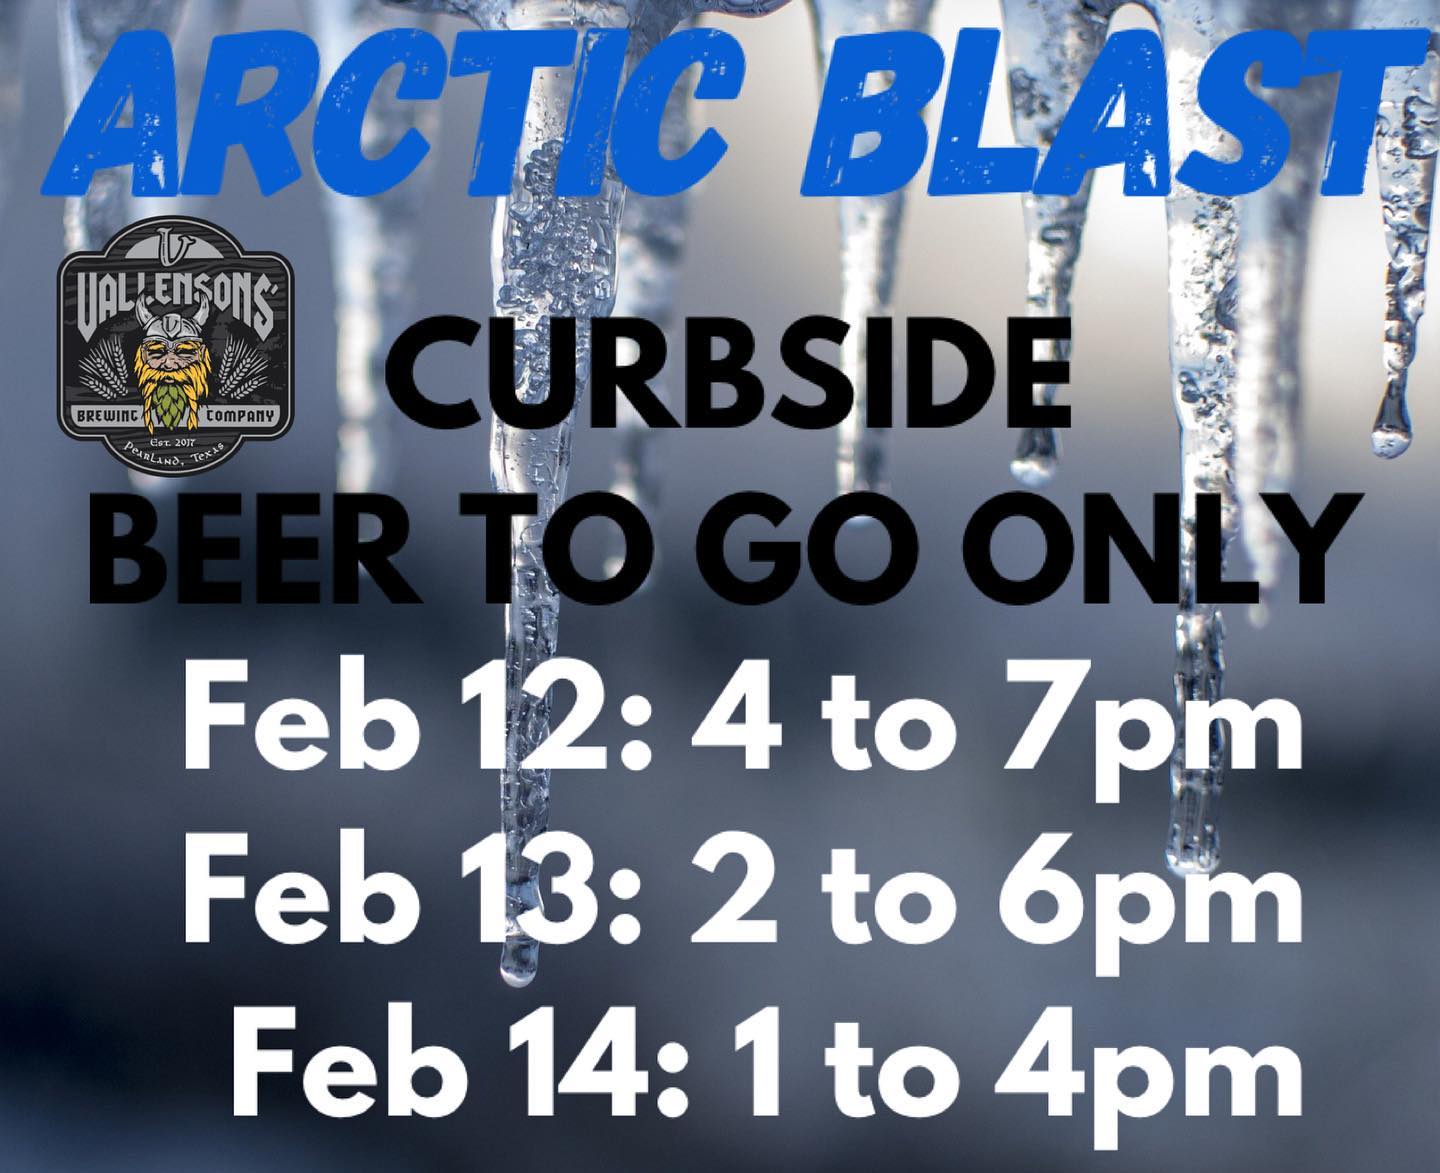 ARCTIC BLAST
V
VALLENSONS'
BREWING COMPANY
EST. 2017
PEARLAND, TEXAS
CURBSIDE
BEER TO GO ONLY
Feb 12: 4 to 7pm
Feb 13: 2 to 6pm
Feb 14: 1 to 4pm